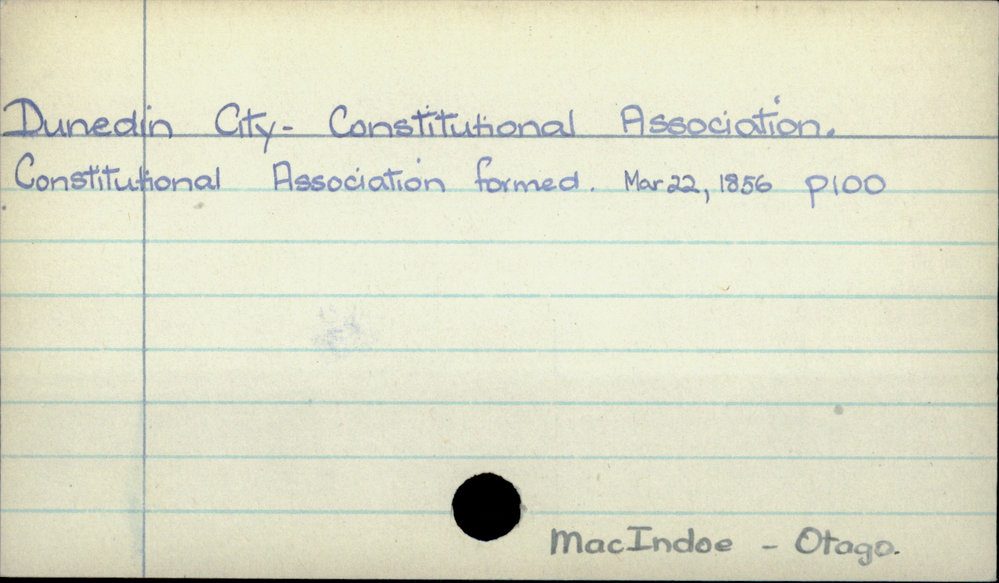 Dunedin City - Constitutional Association.
Constitutional Association formed. Mar 22, 1856 p100
MacIndoe - Otago.